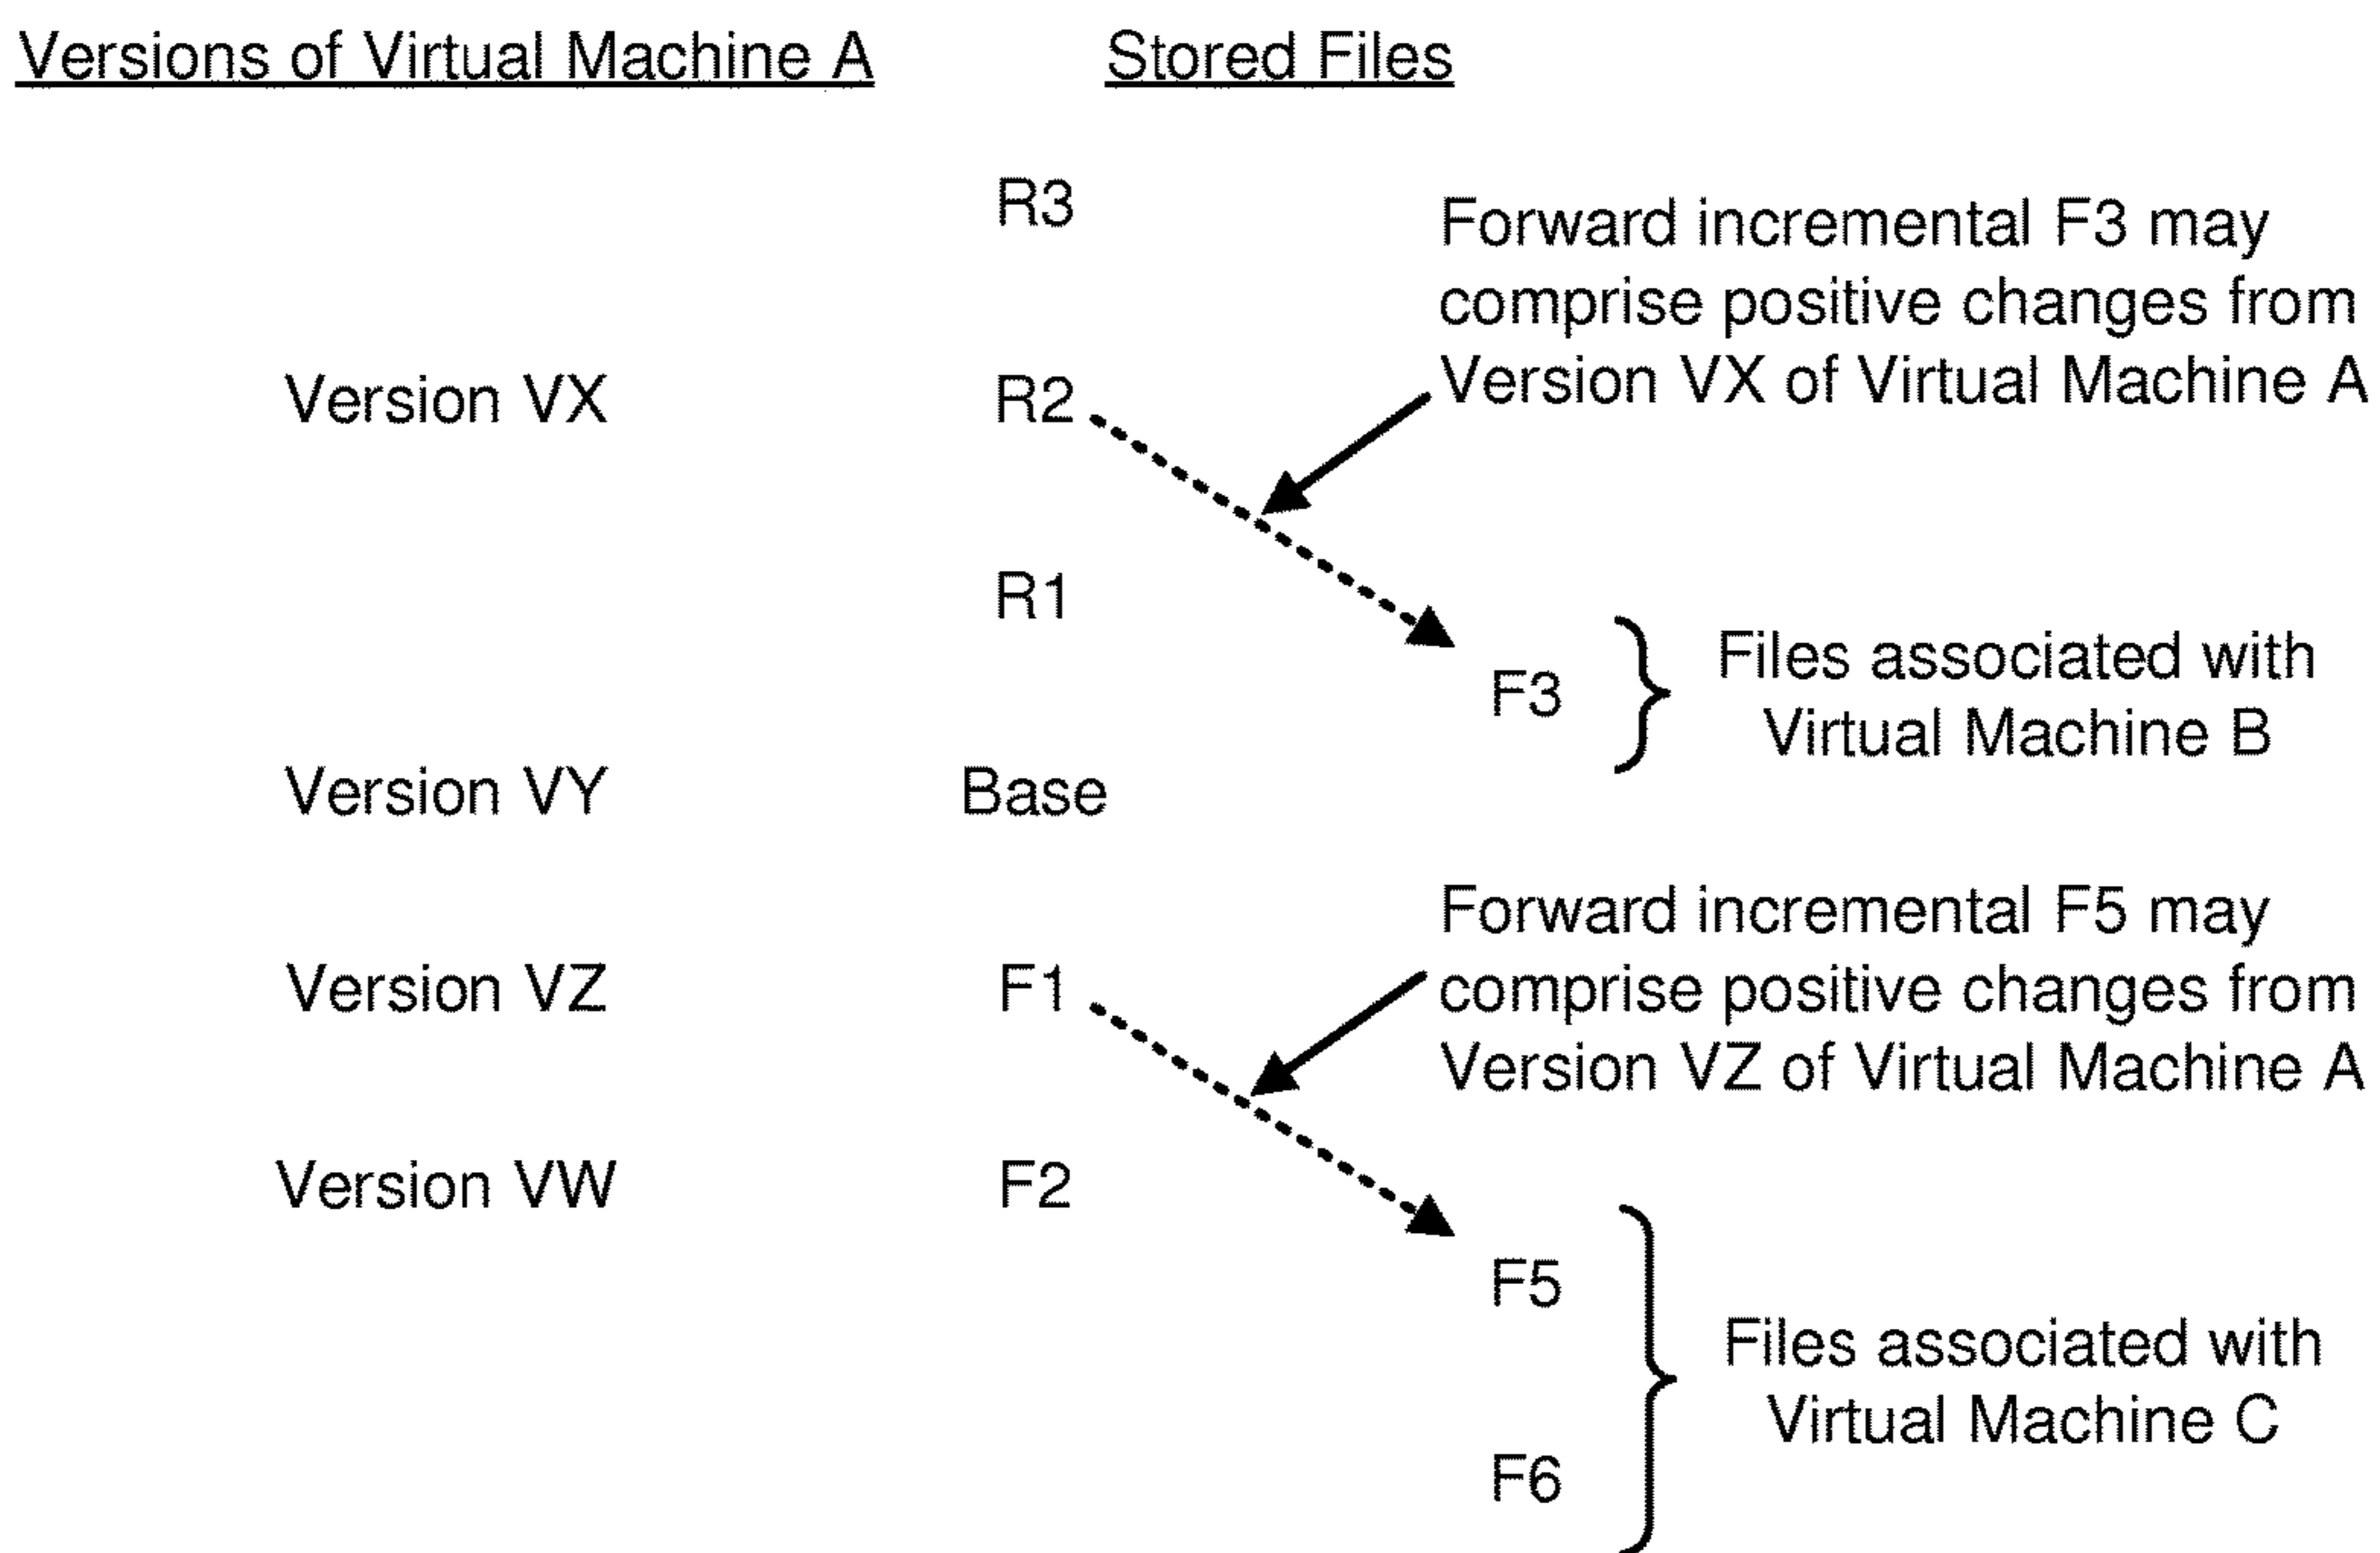 Versions of Virtual Machine A
Stored Files
R3
Forward incremental F3 may
comprise positive changes from
Version VX of Virtual Machine A
Version VX
R2
R1
F3
Files associated with
Virtual Machine B
Version VY
Base
Forward incremental F5 may
comprise positive changes from
Version VZ of Virtual Machine A
Version VZ
F1
Version VW
F2
F5
Files associated with
Virtual Machine C
F6